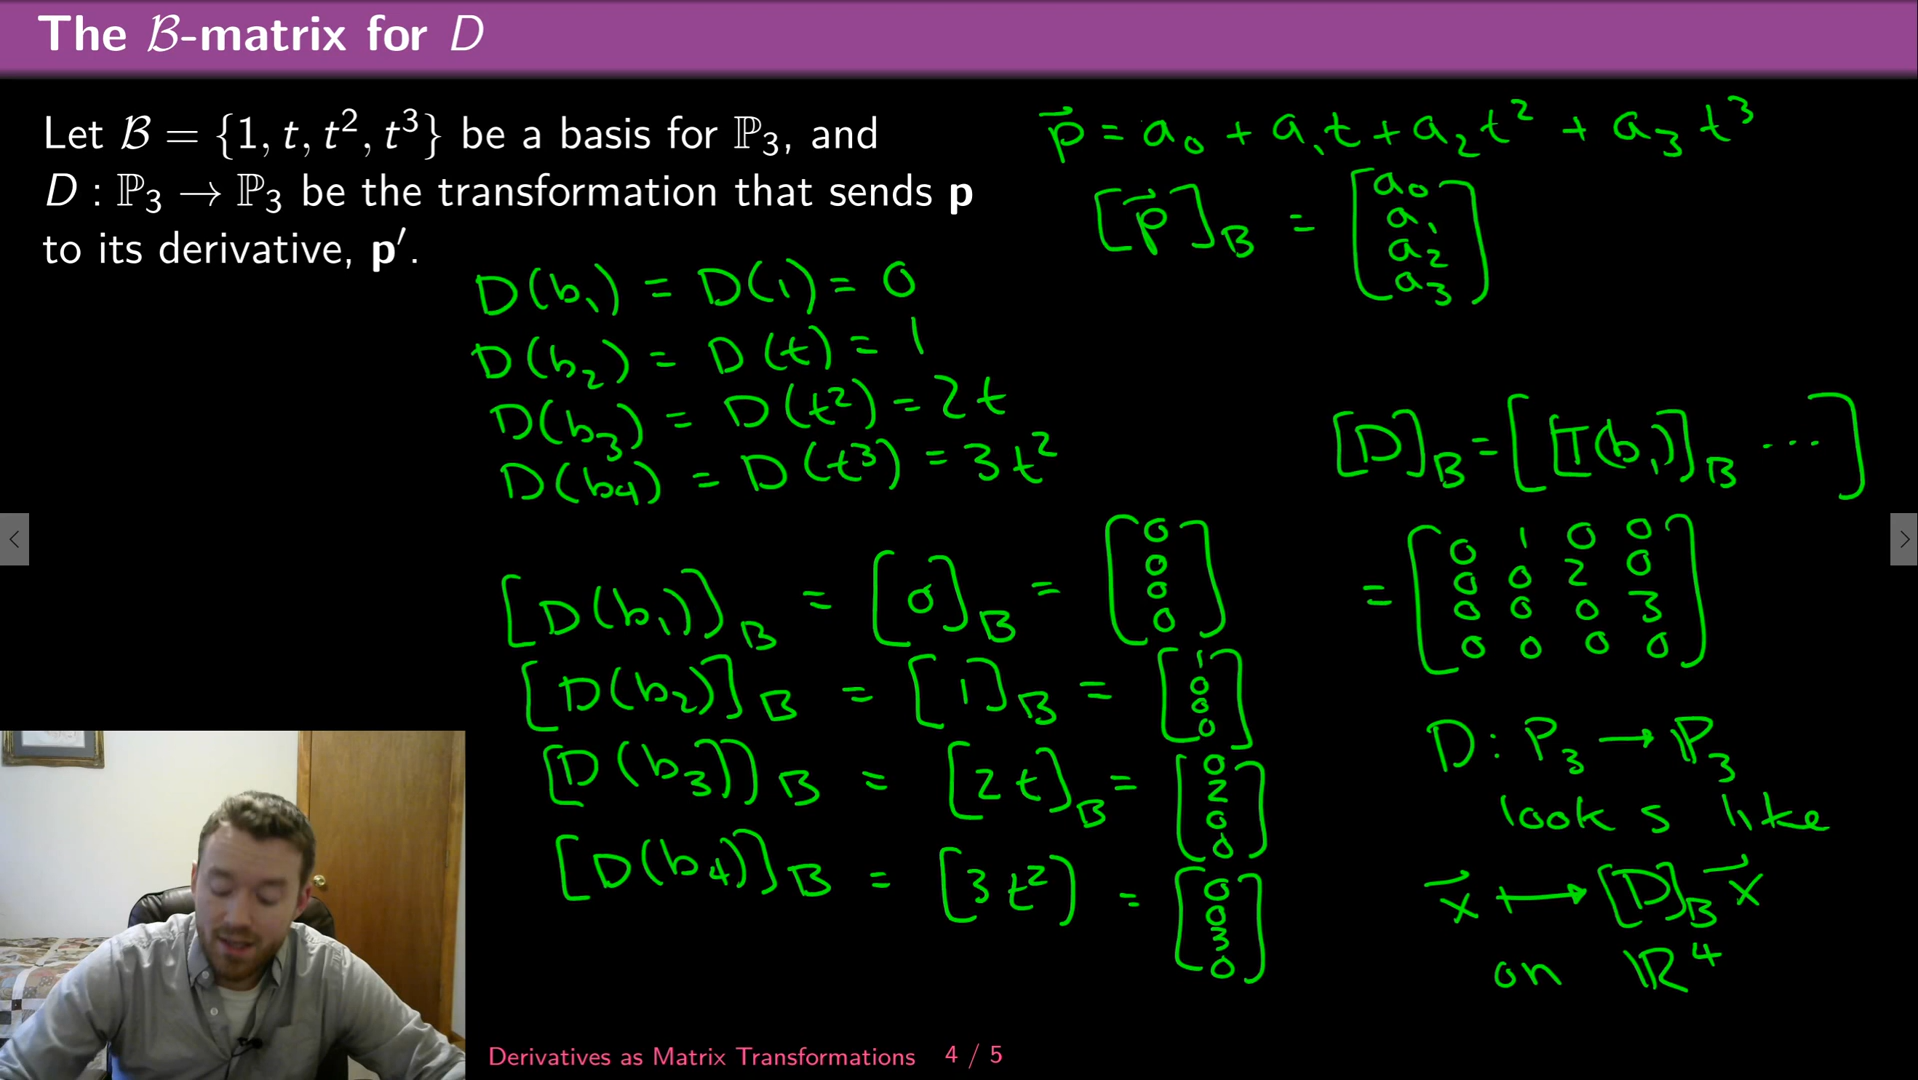 The B-matrix for D
Let B = {1, t, t², t³} be a basis for ℙ₃, and
D : ℙ₃ → ℙ₃ be the transformation that sends p
to its derivative, p′.
p⃗ = a₀ + a₁t + a₂t² + a₃t³
[p⃗]_B = [a₀ a₁ a₂ a₃]
D(b₁) = D(1) = 0
D(b₂) = D(t) = 1
D(b₃) = D(t²) = 2t
D(b₄) = D(t³) = 3t²
[D(b₁)]_B = [0]_B = [0 0 0 0]
[D(b₂)]_B = [1]_B = [1 0 0 0]
[D(b₃)]_B = [2t]_B = [0 2 0 0]
[D(b₄)]_B = [3t²] = [0 0 3 0]
[D]_B = [[T(b₁)]_B ...]
= [0 1 0 0
0 0 2 0
0 0 0 3
0 0 0 0]
D : P₃ → ℙ₃
looks like
x⃗ ↦ [D]_B x⃗
on ℝ⁴
Derivatives as Matrix Transformations 4 / 5